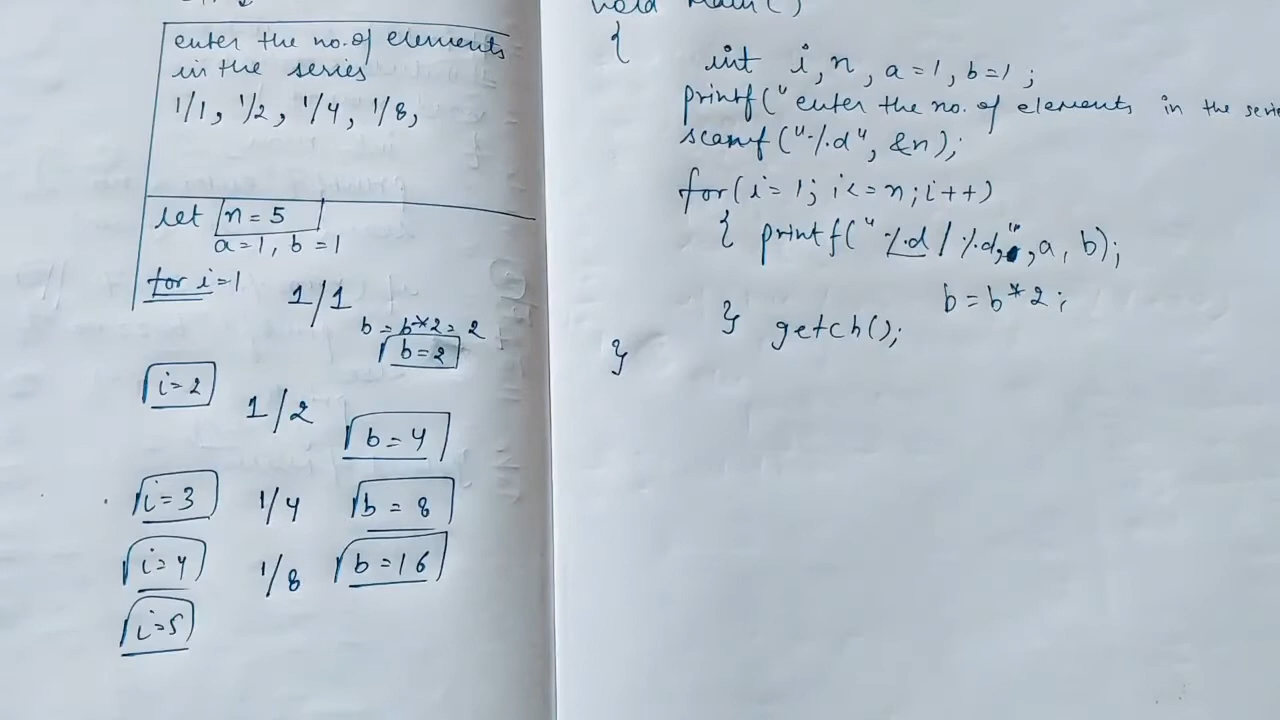 enter the no. of elements
in the series
1/1, 1/2, 1/4, 1/8,
let n = 5
a = 1, b = 1
for i = 1
1/1
b = b * 2 = 2
b = 2
i = 2
1/2
b = 4
i = 3 1/4 b = 8
i = 4 1/8 b = 16
i = 5
void main()
{
int i, n, a = 1, b = 1;
printf("enter the no. of elements in the serie
scanf("%d", &n);
for(i = 1; i <= n; i++)
{ printf("%d / %d,", a, b);
b = b * 2;
}
getch();
}